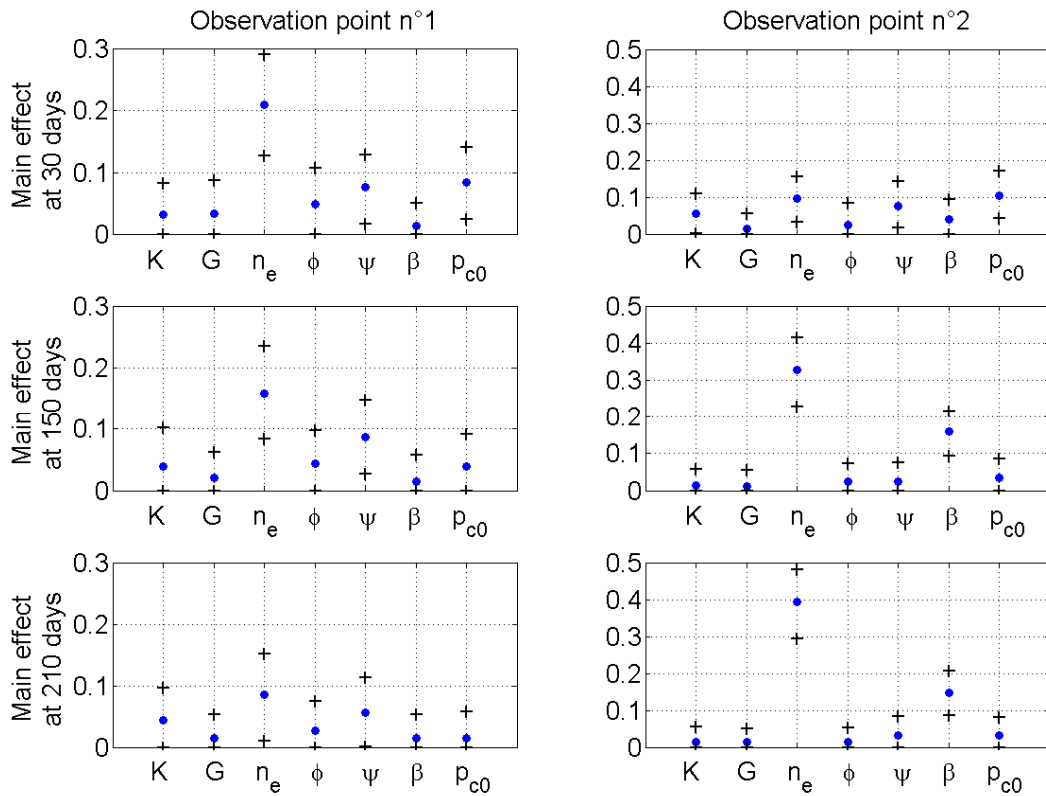 Observation point n°1
Observation point n°2
Main effect
at 30 days
0.3
0.2
0.1
0
K G n_e ϕ ψ β p_c0
0.5
0.4
0.3
0.2
0.1
0
K G n_e ϕ ψ β p_c0
Main effect
at 150 days
0.3
0.2
0.1
0
K G n_e ϕ ψ β p_c0
0.5
0.4
0.3
0.2
0.1
0
K G n_e ϕ ψ β p_c0
Main effect
at 210 days
0.3
0.2
0.1
0
K G n_e ϕ ψ β p_c0
0.5
0.4
0.3
0.2
0.1
0
K G n_e ϕ ψ β p_c0